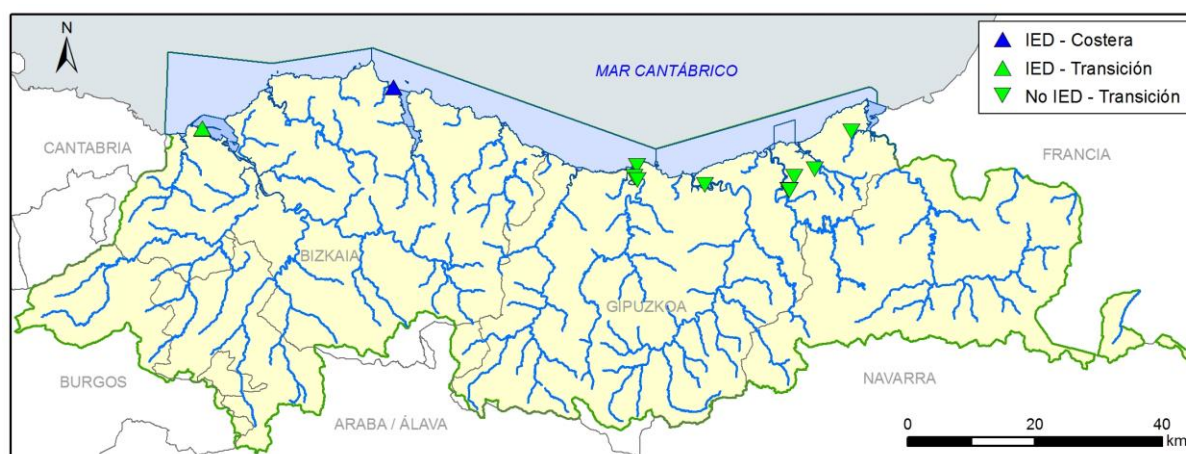 N
IED - Costera
IED - Transición
No IED - Transición
MAR CANTÁBRICO
CANTABRIA
FRANCIA
BIZKAIA
GIPUZKOA
BURGOS
NAVARRA
ARABA / ÁLAVA
0 20 40
km